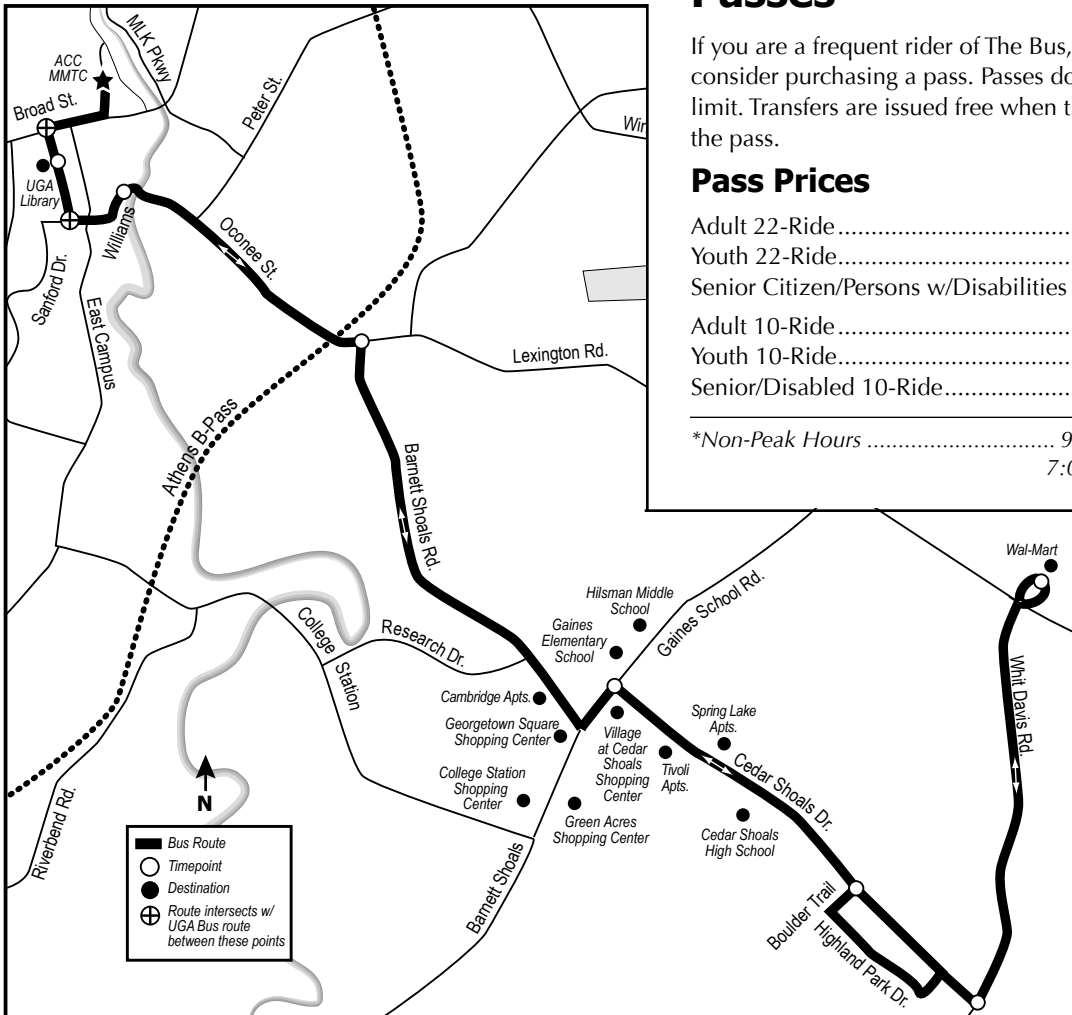 Passes
If you are a frequent rider of The Bus,
consider purchasing a pass. Passes do
limit. Transfers are issued free when
the pass.
Pass Prices
Adult 22-Ride
Youth 22-Ride
Senior Citizen/Persons w/Disabilities
Adult 10-Ride
Youth 10-Ride
Senior/Disabled 10-Ride
*Non-Peak Hours
ACC
MMTC
MLK Pkwy
Broad St.
Peter St.
UGA
Library
Williams
Oconee St.
Sanford Dr.
East Campus
Lexington Rd.
Athens B-Pass
Barnett Shoals Rd.
Wal-Mart
Hilsman Middle
School
Gaines School Rd.
Gaines
Elementary
School
College
Station
Research Dr.
Whit Davis Rd.
Cambridge Apts.
Georgetown Square
Shopping Center
Village
at Cedar
Shoals
Shopping
Center
Spring Lake
Apts.
Tivoli
Apts.
Cedar Shoals Dr.
College Station
Shopping
Center
Green Acres
Shopping Center
Cedar Shoals
High School
N
Riverbend Rd.
Barnett Shoals
Boulder Trail
Highland Park Dr.
Bus Route
Timepoint
Destination
Route intersects w/
UGA Bus route
between these points